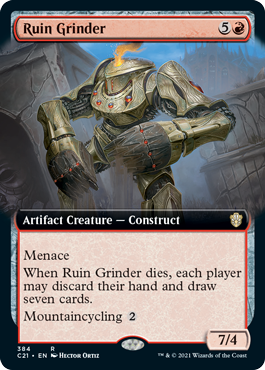 Ruin Grinder 5
Artifact Creature — Construct
Menace
When Ruin Grinder dies, each player
may discard their hand and draw
seven cards.
Mountaincycling 2
7/4
384 R
C21 • EN Hector Ortiz
™ & © 2021 Wizards of the Coast